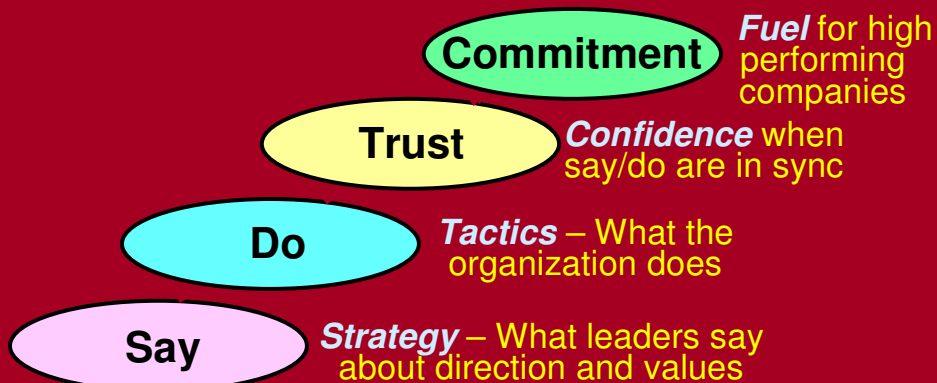 Commitment
Fuel for high
performing
companies
Trust
Confidence when
say/do are in sync
Do
Tactics – What the
organization does
Say
Strategy – What leaders say
about direction and values